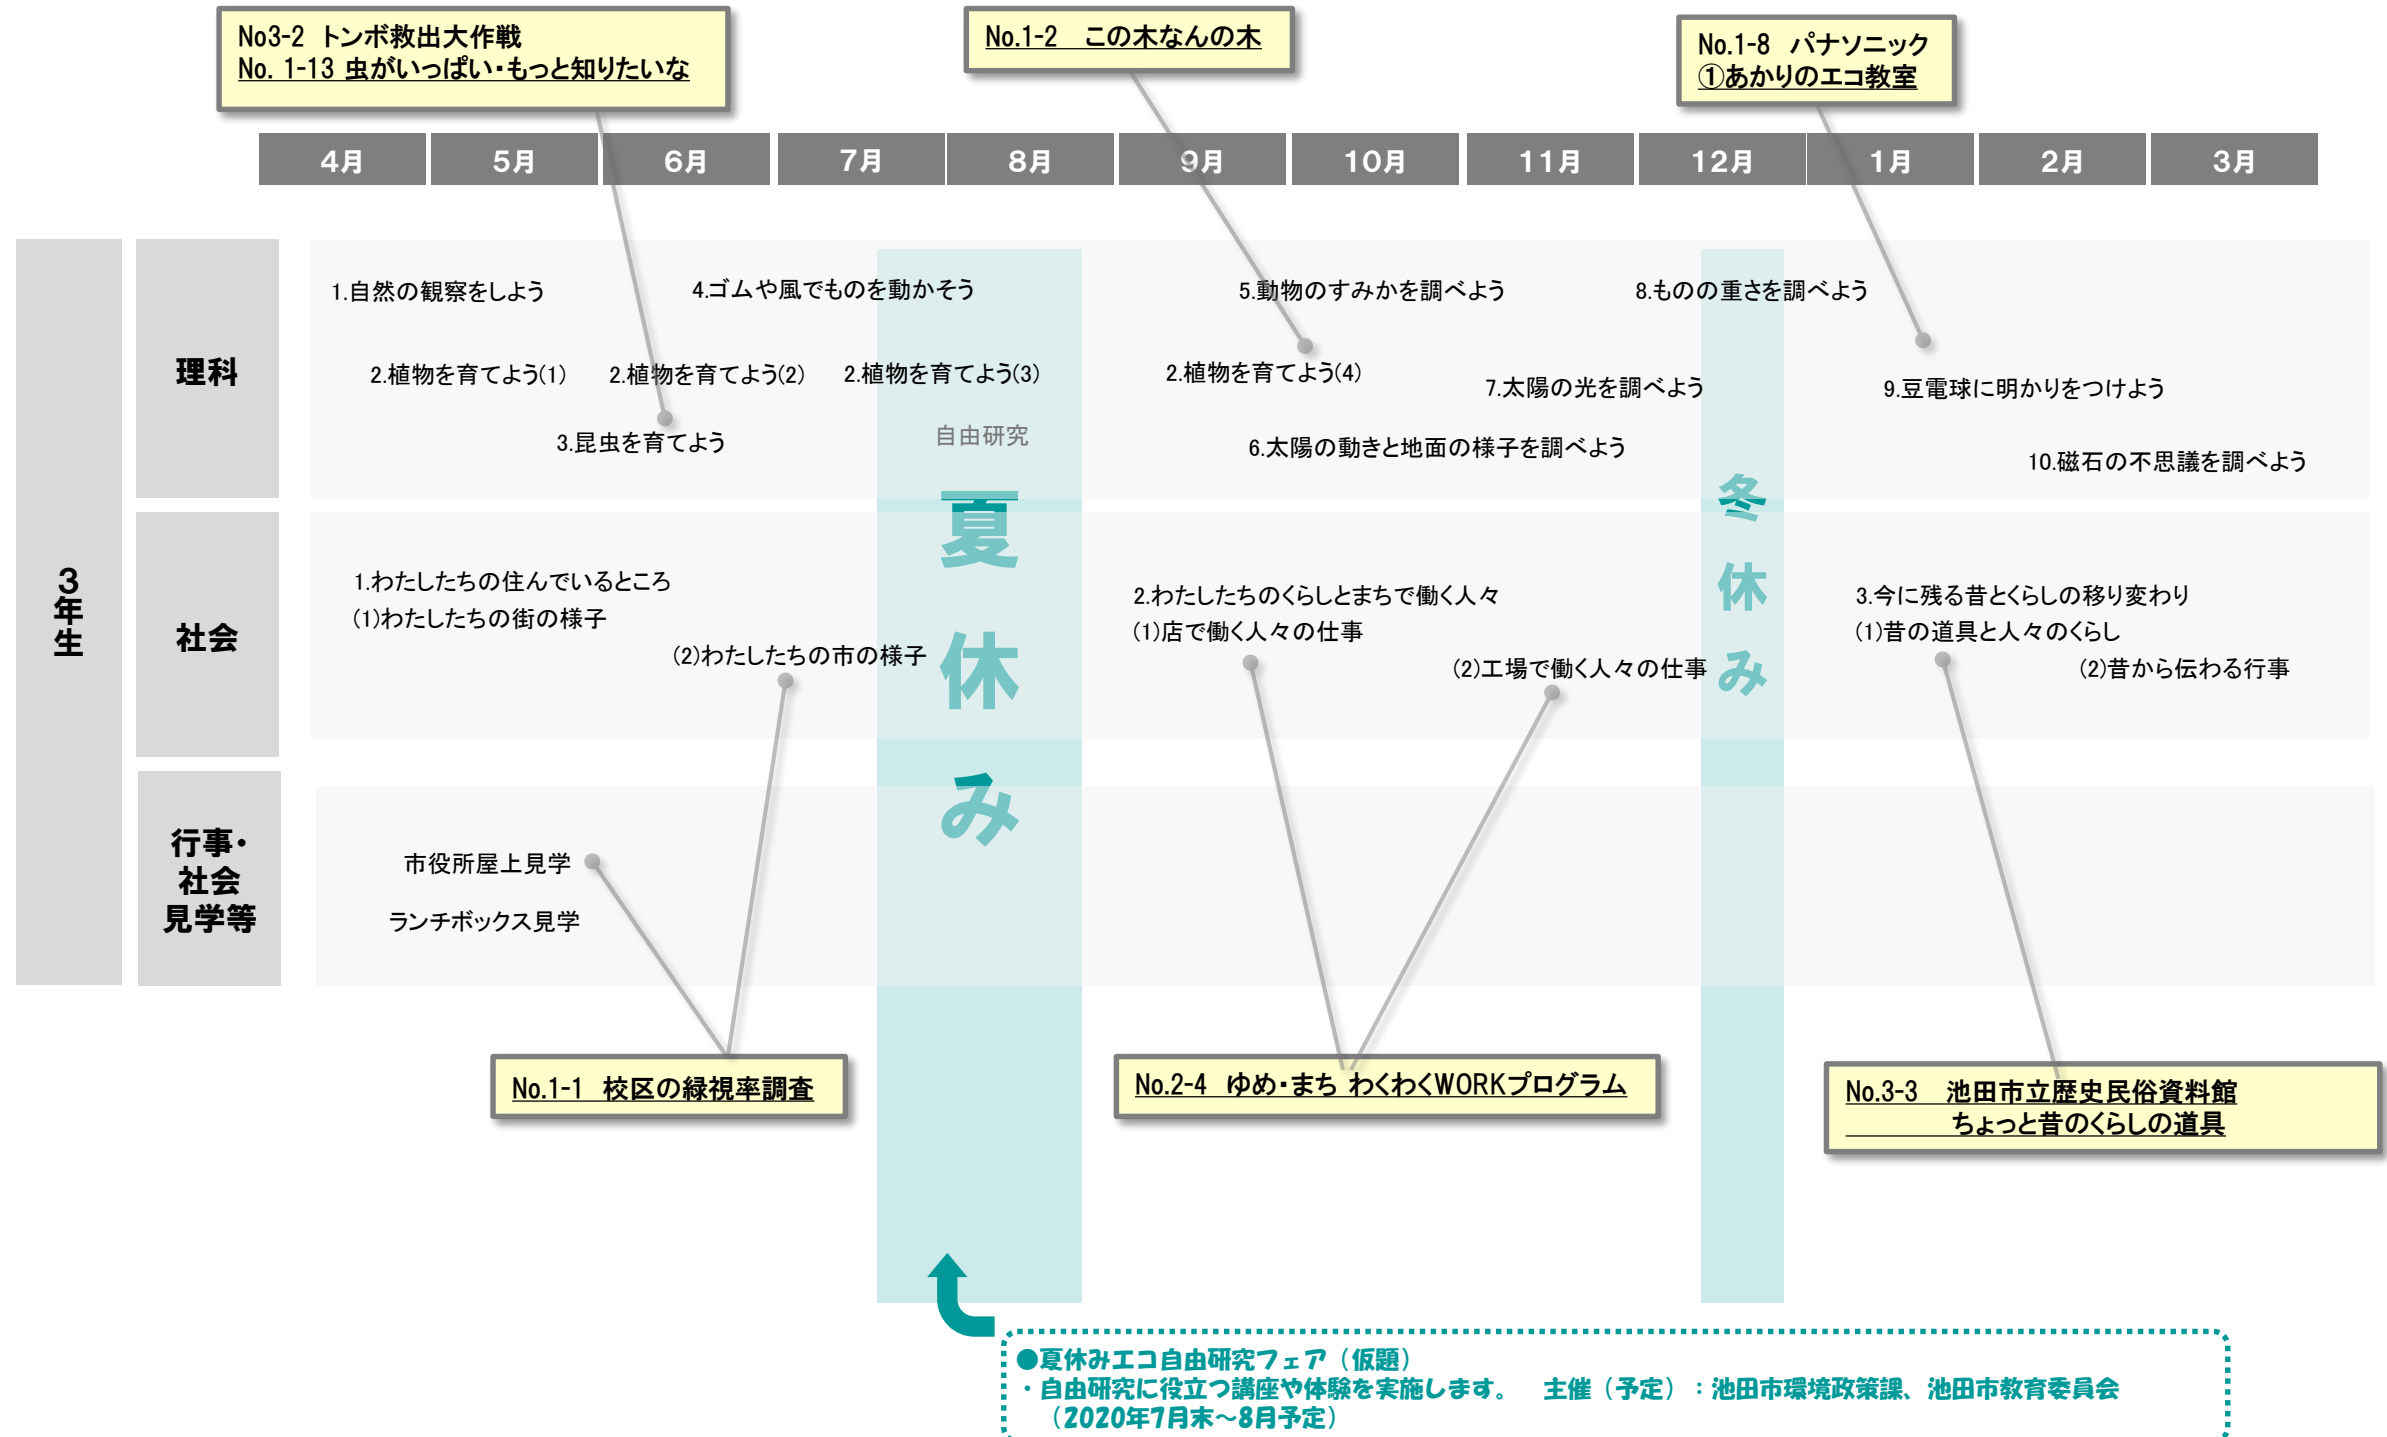 No3-2 トンボ救出大作戦
No. 1-13 虫がいっぱい・もっと知りたいな
No.1-2 この木なんの木
No.1-8 パナソニック
①あかりのエコ教室
4月 5月 6月 7月 8月 9月 10月 11月 12月 1月 2月 3月
3年生
理科
1.自然の観察をしよう
4.ゴムや風でものを動かそう
5.動物のすみかを調べよう
8.ものの重さを調べよう
2.植物を育てよう(1)
2.植物を育てよう(2)
2.植物を育てよう(3)
2.植物を育てよう(4)
7.太陽の光を調べよう
9.豆電球に明かりをつけよう
3.昆虫を育てよう
自由研究
6.太陽の動きと地面の様子を調べよう
10.磁石の不思議を調べよう
夏休み
冬休み
社会
1.わたしたちの住んでいるところ
(1)わたしたちの街の様子
(2)わたしたちの市の様子
2.わたしたちのくらしとまちで働く人々
(1)店で働く人々の仕事
(2)工場で働く人々の仕事
3.今に残る昔とくらしの移り変わり
(1)昔の道具と人々のくらし
(2)昔から伝わる行事
行事・
社会
見学等
市役所屋上見学
ランチボックス見学
No.1-1 校区の緑視率調査
No.2-4 ゆめ・まち わくわくWORKプログラム
No.3-3 池田市立歴史民俗資料館
ちょっと昔のくらしの道具
●夏休みエコ自由研究フェア（仮題）
・自由研究に役立つ講座や体験を実施します。 主催（予定）：池田市環境政策課、池田市教育委員会
（2020年7月末～8月予定）